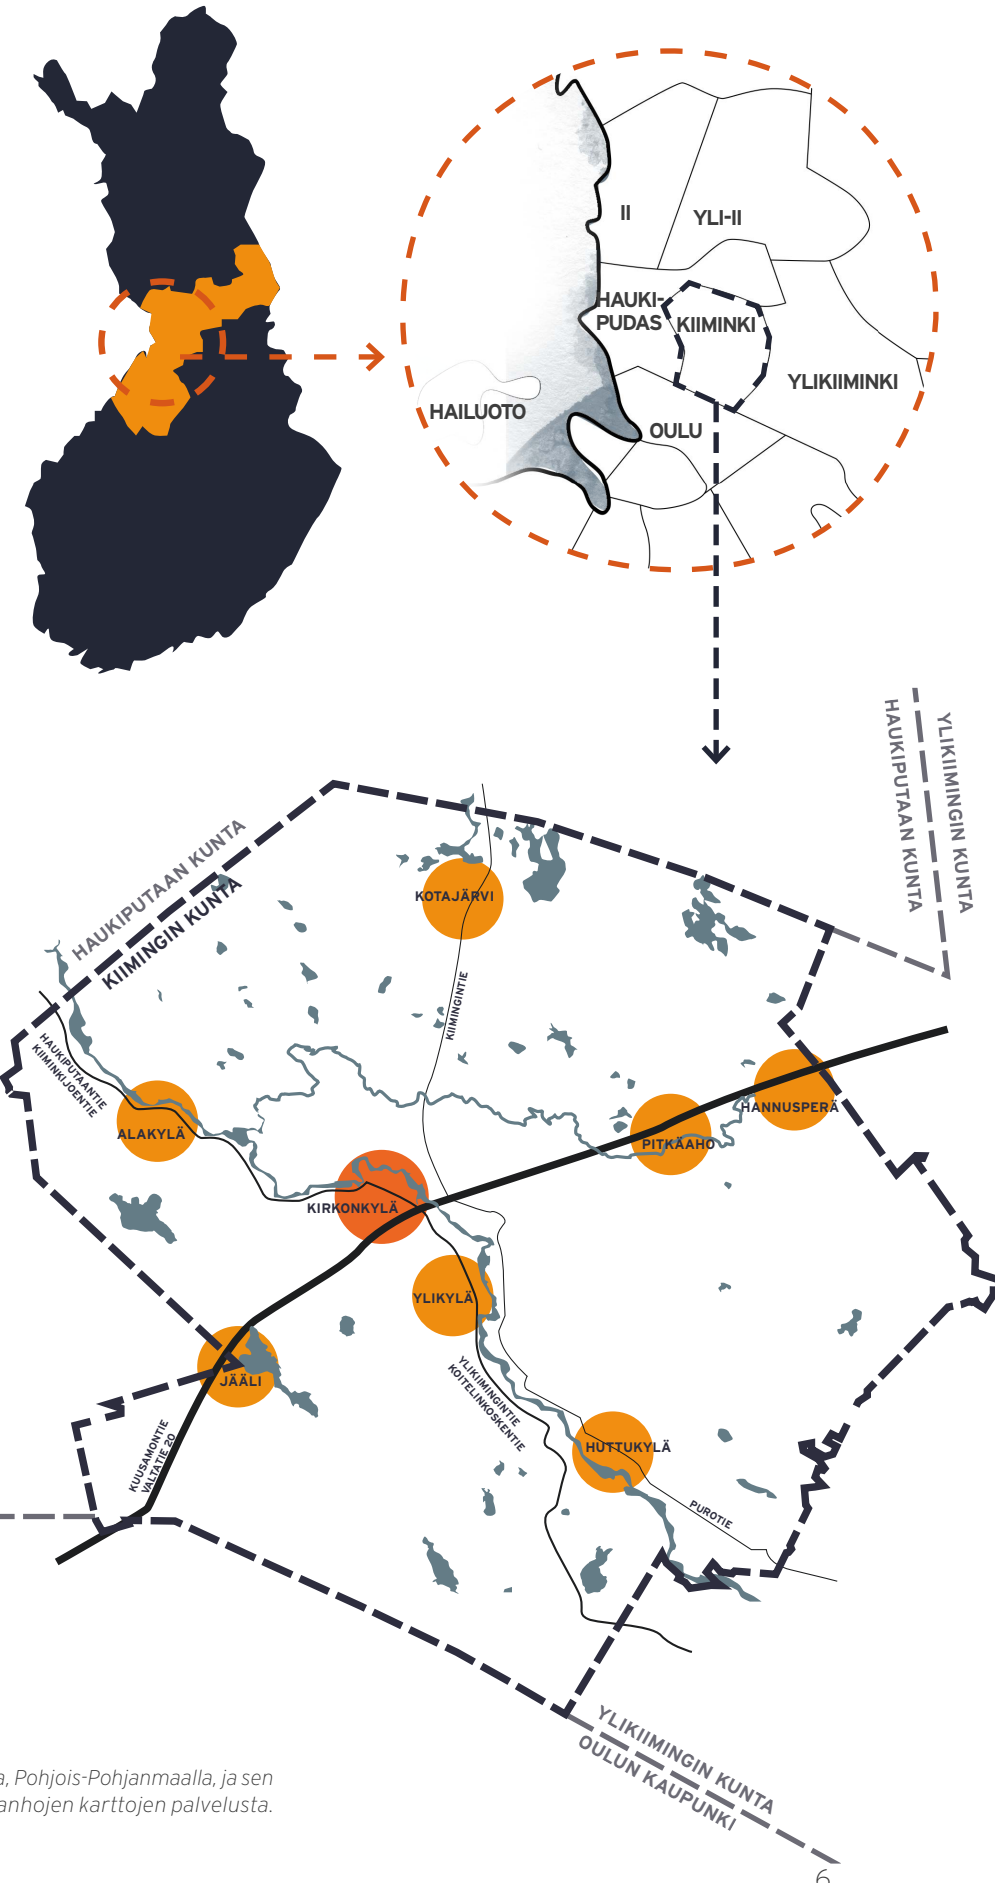 II
YLI-II
HAUKI-
PUDAS
KIIMINKI
YLIKIIMINKI
HAILUOTO
OULU
YLIKIIMINGIN KUNTA
HAUKIPUTAAN KUNTA
HAUKIPUTAAN KUNTA
KIIMINGIN KUNTA
KOTAJÄRVI
KIIMINGINTIE
HAUKIPUTAANTIE
KIIMINKIJOENTIE
HANNUSPERÄ
ALAKYLÄ
PITKÄAHO
KIRKONKYLÄ
YLIKYLÄ
JÄÄLI
YLIKIIMINGINTIE
KOITELINKOSKENTIE
KUUSAMONTIE
VALTATIE 20
HUTTUKYLÄ
PUROTIE
YLIKIIMINGIN KUNTA
OULUN KAUPUNKI
a, Pohjois-Pohjanmaalla, ja sen
anhojen karttojen palvelusta.
6